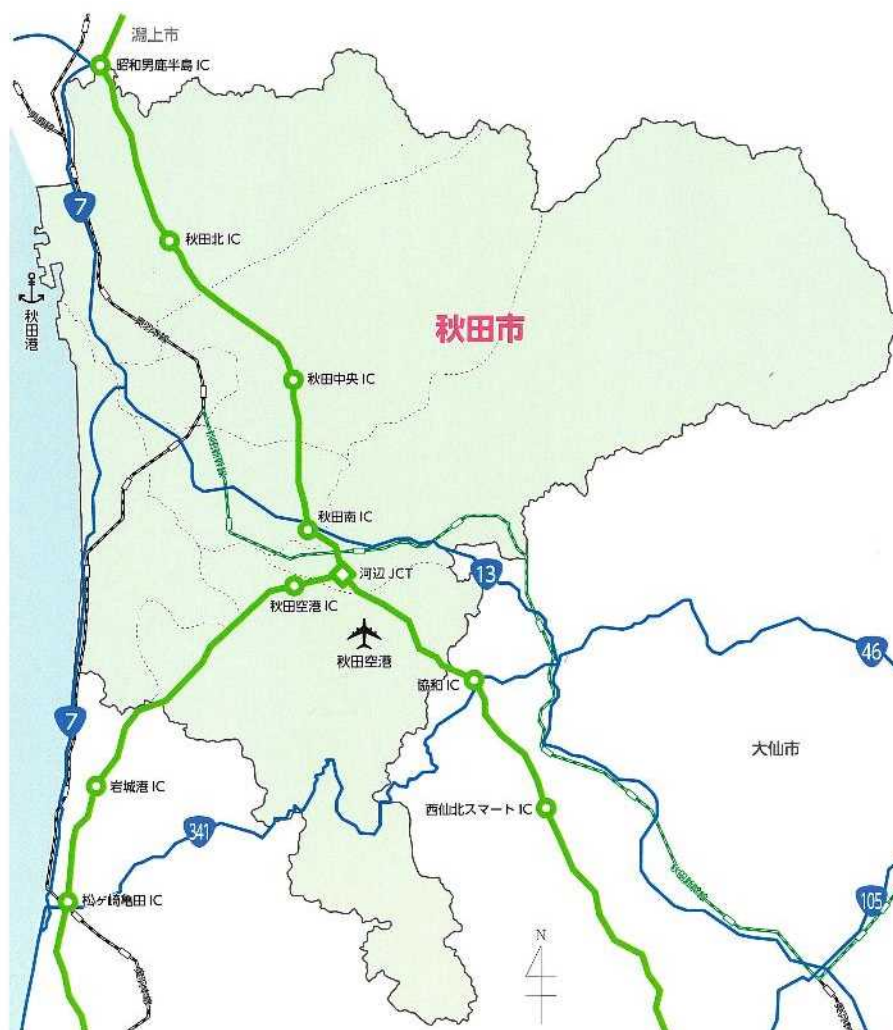 潟上市
昭和男鹿半島 IC
7
秋田北 IC
秋田港
秋田市
秋田中央 IC
秋田南 IC
河辺 JCT
13
秋田空港 IC
秋田空港
46
協和 IC
7
大仙市
岩城港 IC
西仙北スマート IC
341
松ヶ崎亀田 IC
105
N